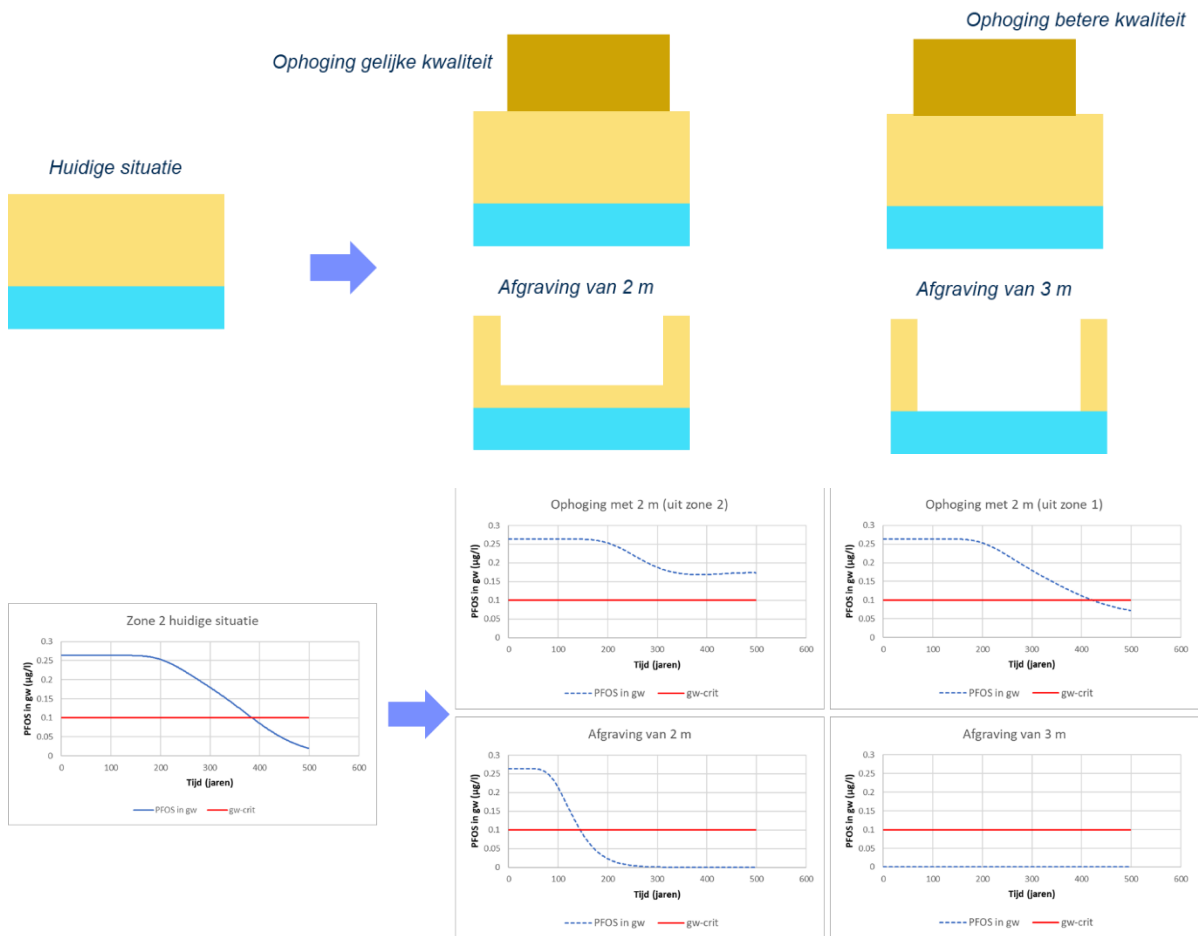 Ophoging betere kwaliteit
Ophoging gelijke kwaliteit
Huidige situatie
Afgraving van 2 m
Afgraving van 3 m
Ophoging met 2 m (uit zone 2)
PFOS in gw (µg/l)
0.3
0.25
0.2
0.15
0.1
0.05
0
0 100 200 300 400 500 600
Tijd (jaren)
PFOS in gw gw-crit
Ophoging met 2 m (uit zone 1)
PFOS in gw (µg/l)
0.3
0.25
0.2
0.15
0.1
0.05
0
0 100 200 300 400 500 600
Tijd (jaren)
PFOS in gw gw-crit
Zone 2 huidige situatie
PFOS in gw (µg/l)
0.3
0.25
0.2
0.15
0.1
0.05
0
0 100 200 300 400 500 600
Tijd (jaren)
PFOS in gw gw-crit
Afgraving van 2 m
PFOS in gw (µg/l)
0.3
0.25
0.2
0.15
0.1
0.05
0
0 100 200 300 400 500 600
Tijd (jaren)
PFOS in gw gw-crit
Afgraving van 3 m
PFOS in gw (µg/l)
0.3
0.25
0.2
0.15
0.1
0.05
0
0 100 200 300 400 500 600
Tijd (jaren)
PFOS in gw gw-crit